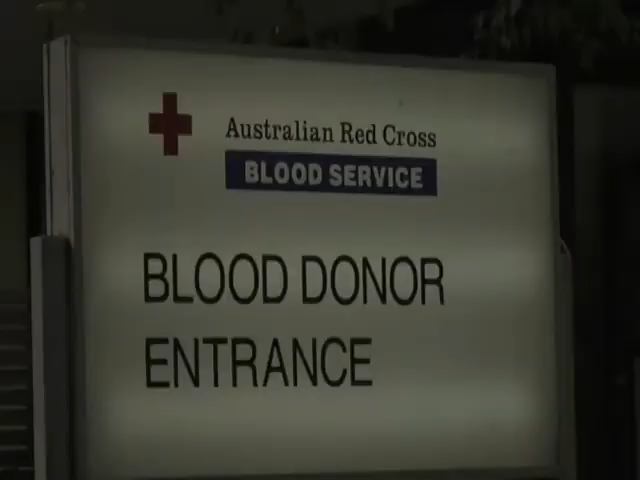 Australian Red Cross
BLOOD SERVICE
BLOOD DONOR
ENTRANCE